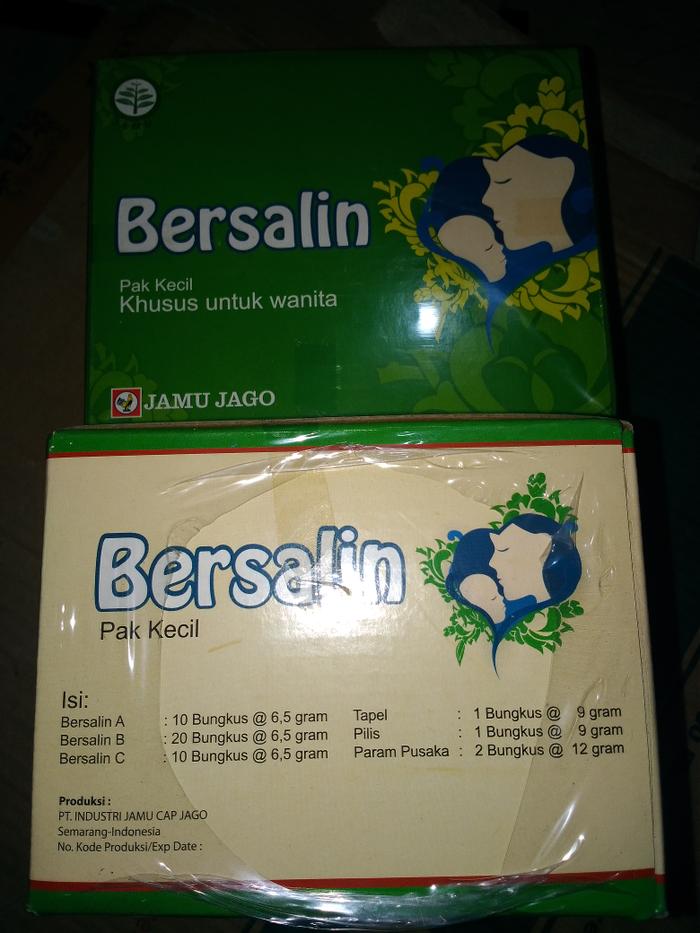 Bersalin
Pak Kecil
Khusus untuk wanita
JAMU JAGO
Bersalin
Pak Kecil
Isi:
Bersalin A : 10 Bungkus @ 6,5 gram Tapel : 1 Bungkus @ 9 gram
Bersalin B : 20 Bungkus @ 6,5 gram Pilis : 1 Bungkus @ 9 gram
Bersalin C : 10 Bungkus @ 6,5 gram Param Pusaka : 2 Bungkus @ 12 gram
Produksi :
PT. INDUSTRI JAMU CAP JAGO
Semarang-Indonesia
No. Kode Produksi/Exp Date :